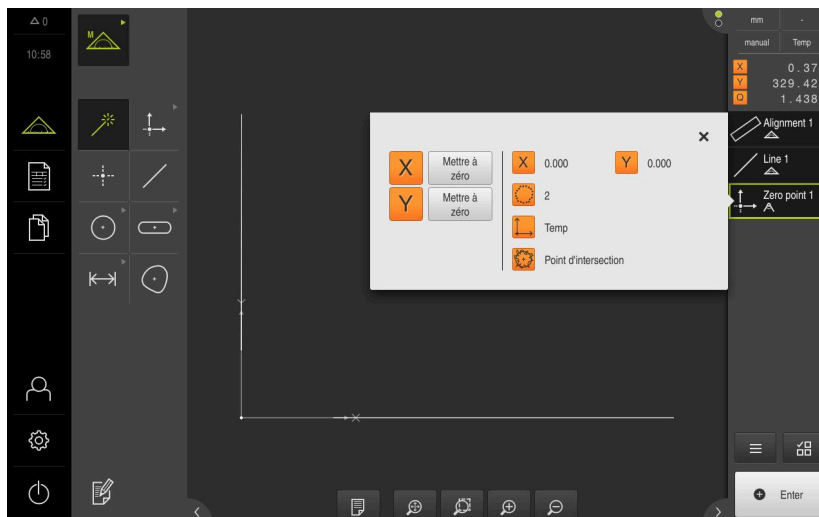 0
10:58
M
X
Mettre à
zéro
Y
Mettre à
zéro
X 0.000 Y 0.000
2
Temp
Point d'intersection
mm -
manual Temp
X 0.37
Y 329.42
Q 1.438
Alignment 1
Line 1
Zero point 1
Y
X
Enter